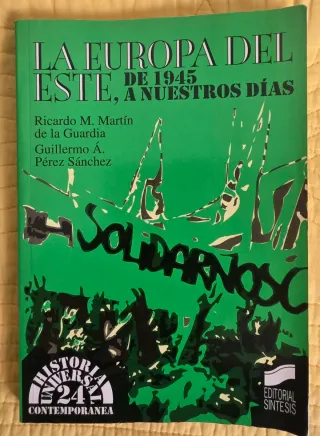 LA EUROPA DEL
ESTE, DE 1945
A NUESTROS DÍAS
Ricardo M. Martín
de la Guardia
Guillermo Á.
Pérez Sánchez
SOLIDARNOSC
HISTORIA
UNIVERSAL
24
CONTEMPORANEA
EDITORIAL
SINTESIS